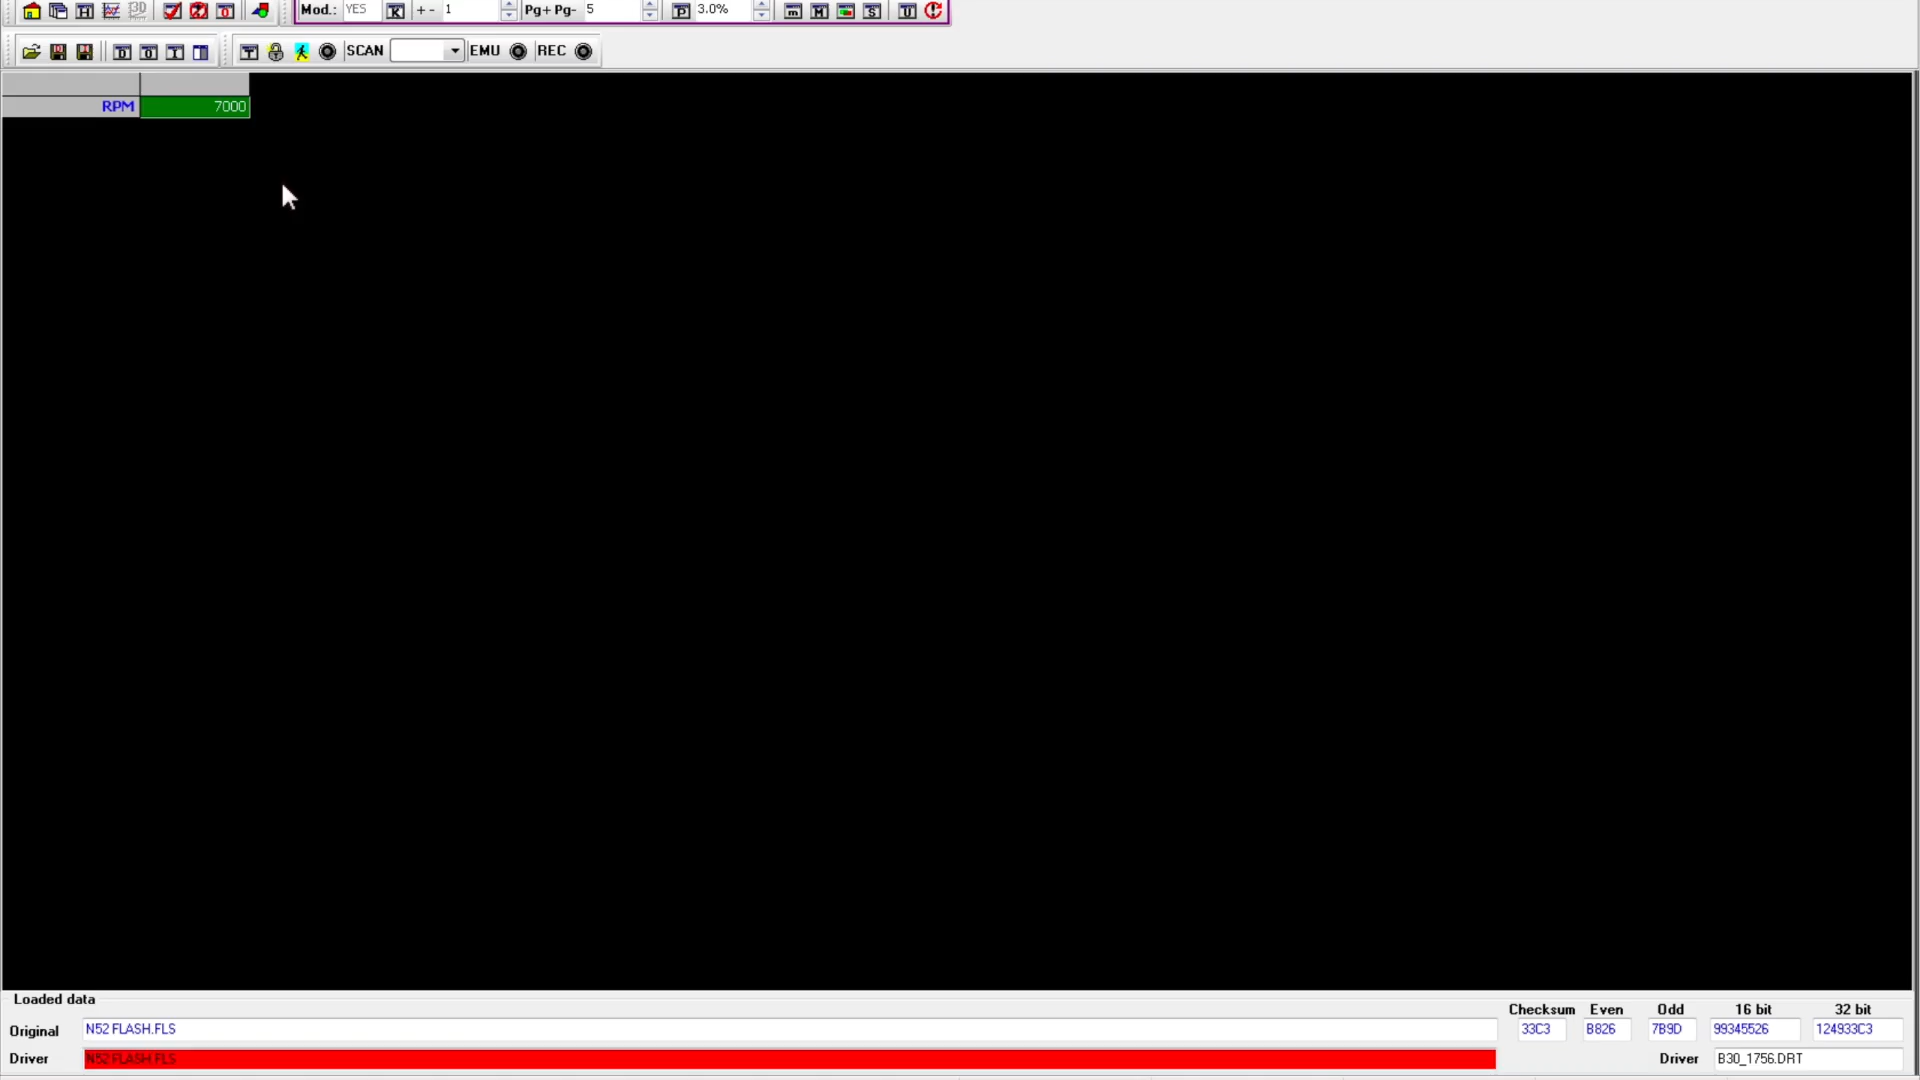 3D Mod.: YES K + - 1 Pg+ Pg- 5 P 3.0% m M S U
D O I T SCAN EMU REC
RPM 7000
Loaded data
Checksum Even Odd 16 bit 32 bit
Original N52 FLASH.FLS 33C3 B826 7B9D 99345526 124933C3
Driver N52 FLASH.FLS Driver B30_1756.DRT